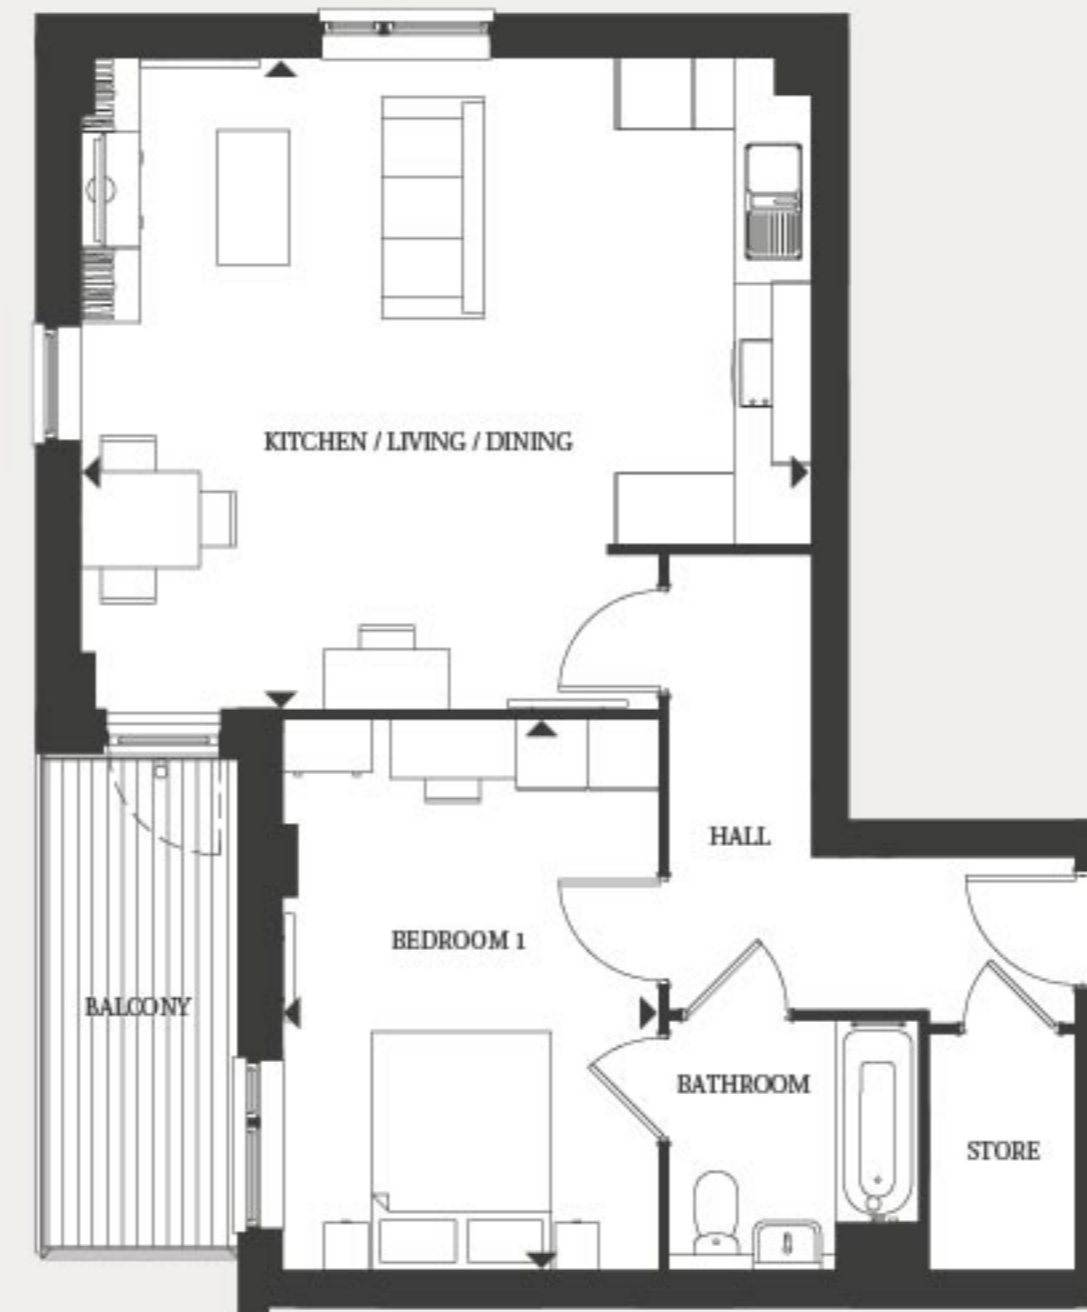 KITCHEN / LIVING / DINING
HALL
BEDROOM 1
BALCONY
BATHROOM
STORE